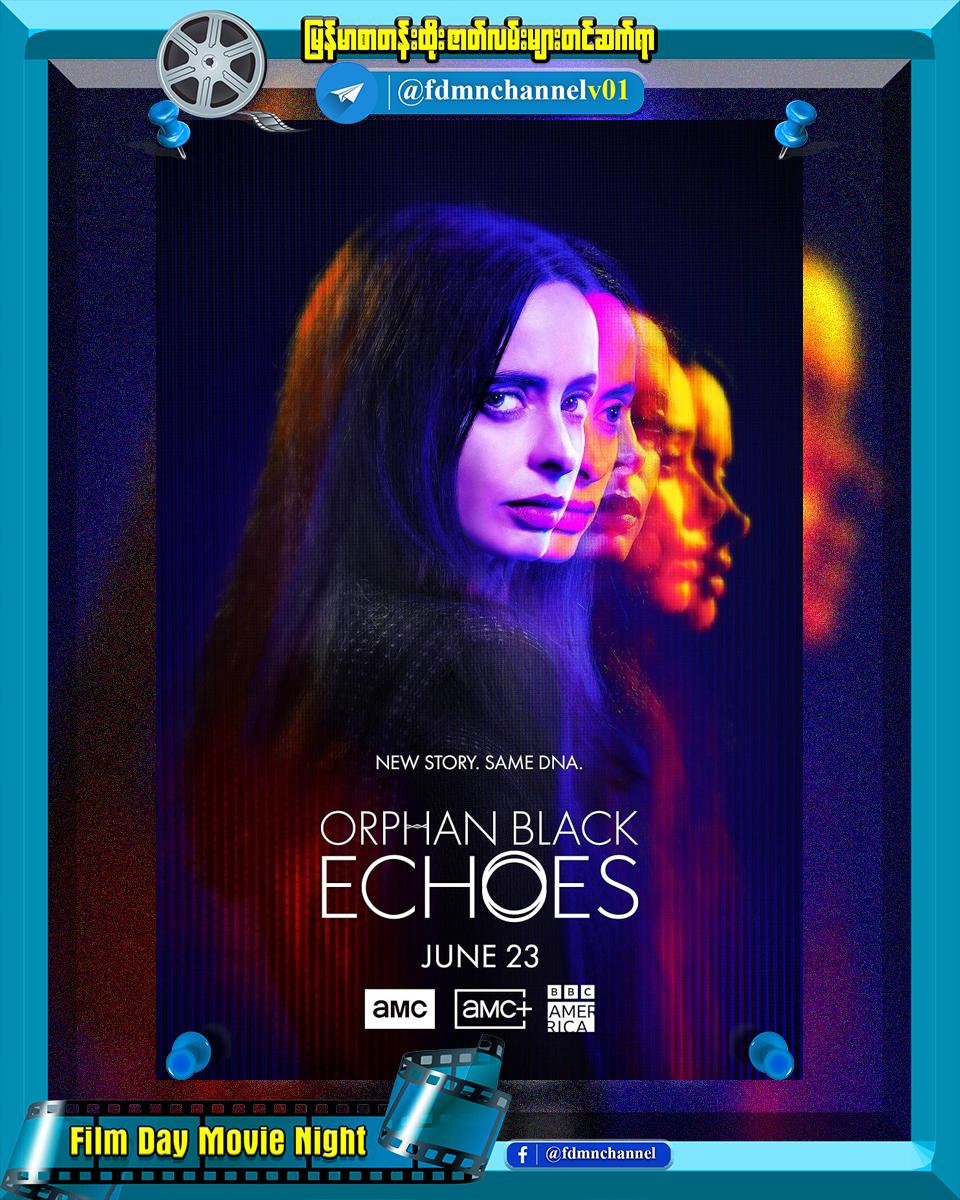 မြန်မာစာတန်းထိုးဇာတ်လမ်းများတင်ဆက်ရာ
@fdmnchannelv01
NEW STORY. SAME DNA.
ORPHAN BLACK
ECHOES
JUNE 23
aMC
aMC+
BBC
AMERICA
Film Day Movie Night
@fdmnchannel